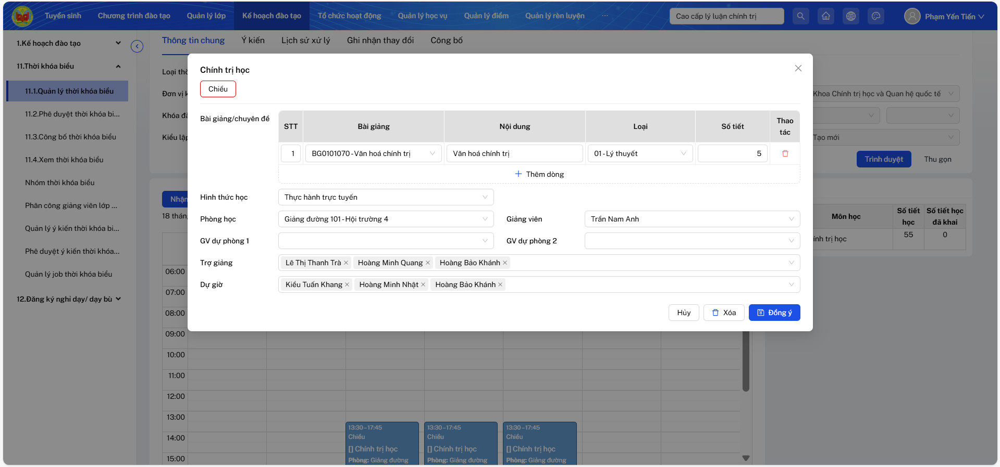 Tuyển sinh
Chương trình đào tạo
Quản lý lớp
Kế hoạch đào tạo
Tổ chức hoạt động
Quản lý học vụ
Quản lý điểm
Quản lý rèn luyện
...
Cao cấp lý luận chính trị
Phạm Yến Tiến
1.Kế hoạch đào tạo
11.Thời khóa biểu
11.1.Quản lý thời khóa biểu
11.2.Phê duyệt thời khóa bi...
11.3.Công bố thời khóa biểu
11.4.Xem thời khóa biểu
Nhóm thời khóa biểu
Phân công giảng viên lớp ...
Quản lý ý kiến thời khóa bi...
Phê duyệt ý kiến thời khóa...
Quản lý job thời khóa biểu
12.Đăng ký nghỉ dạy/ dạy bù
Thông tin chung
Ý kiến
Lịch sử xử lý
Ghi nhận thay đổi
Công bố
Loại thờ
Đơn vị k
Khoa Chính trị học và Quan hệ quốc tế
Khóa đà
Kiểu lập
Tạo mới
Trình duyệt
Thu gọn
Chính trị học
Chiều
Bài giảng/chuyên đề
STT
Bài giảng
Nội dung
Loại
Số tiết
Thao tác
1
BG0101070 - Văn hoá chính trị
Văn hoá chính trị
01 - Lý thuyết
5
Thêm dòng
Hình thức học
Thực hành trực tuyến
Phòng học
Giảng đường 101 - Hội trường 4
Giảng viên
Trần Nam Anh
GV dự phòng 1
GV dự phòng 2
Trợ giảng
Lê Thị Thanh Trà
Hoàng Minh Quang
Hoàng Bảo Khánh
Dự giờ
Kiều Tuấn Khang
Hoàng Minh Nhật
Hoàng Bảo Khánh
Hủy
Xóa
Đồng ý
Nhận
18 thán
Môn học
Số tiết học
Số tiết học đã khai
ính trị học
55
0
06:00
07:00
08:00
09:00
10:00
11:00
12:00
13:00
14:00
15:00
13:30 – 17:45
Chiều
[] Chính trị học
Phòng: Giảng đường
13:30 – 17:45
Chiều
[] Chính trị học
Phòng: Giảng đường
13:30 – 17:45
Chiều
[] Chính trị học
Phòng: Giảng đường